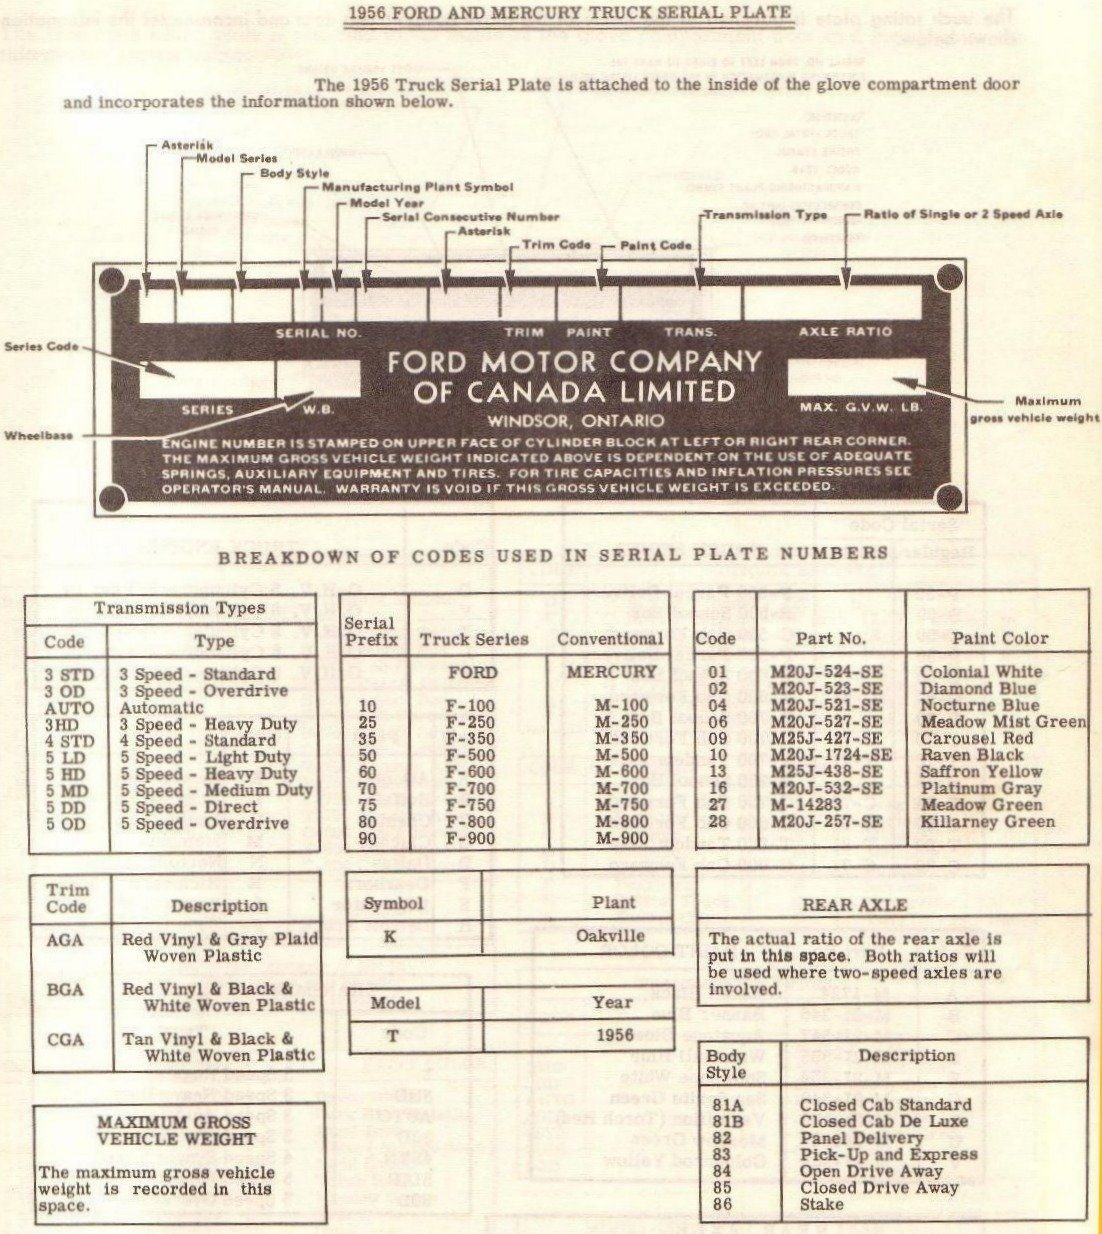 1956 FORD AND MERCURY TRUCK SERIAL PLATE
The 1956 Truck Serial Plate is attached to the inside of the glove compartment door
and incorporates the information shown below.
Asterisk
Model Series
Body Style
Manufacturing Plant Symbol
Model Year
Serial Consecutive Number
Asterisk
Trim Code
Paint Code
Transmission Type
Ratio of Single or 2 Speed Axle
SERIAL NO. TRIM PAINT TRANS. AXLE RATIO
Series Code
FORD MOTOR COMPANY
OF CANADA LIMITED
SERIES W.B. MAX. G.V.W. LB.
Maximum
gross vehicle weight
WINDSOR, ONTARIO
Wheelbase
ENGINE NUMBER IS STAMPED ON UPPER FACE OF CYLINDER BLOCK AT LEFT OR RIGHT REAR CORNER.
THE MAXIMUM GROSS VEHICLE WEIGHT INDICATED ABOVE IS DEPENDENT ON THE USE OF ADEQUATE
SPRINGS, AUXILIARY EQUIPMENT AND TIRES. FOR TIRE CAPACITIES AND INFLATION PRESSURES SEE
OPERATOR'S MANUAL. WARRANTY IS VOID IF THIS GROSS VEHICLE WEIGHT IS EXCEEDED.
BREAKDOWN OF CODES USED IN SERIAL PLATE NUMBERS
Transmission Types
Code Type
3 STD 3 Speed - Standard
3 OD 3 Speed - Overdrive
AUTO Automatic
3HD 3 Speed - Heavy Duty
4 STD 4 Speed - Standard
5 LD 5 Speed - Light Duty
5 HD 5 Speed - Heavy Duty
5 MD 5 Speed - Medium Duty
5 DD 5 Speed - Direct
5 OD 5 Speed - Overdrive
Serial
Prefix Truck Series Conventional
FORD MERCURY
10 F-100 M-100
25 F-250 M-250
35 F-350 M-350
50 F-500 M-500
60 F-600 M-600
70 F-700 M-700
75 F-750 M-750
80 F-800 M-800
90 F-900 M-900
Code Part No. Paint Color
01 M20J-524-SE Colonial White
02 M20J-523-SE Diamond Blue
04 M20J-521-SE Nocturne Blue
06 M20J-527-SE Meadow Mist Green
09 M25J-427-SE Carousel Red
10 M20J-1724-SE Raven Black
13 M25J-438-SE Saffron Yellow
16 M20J-532-SE Platinum Gray
27 M-14283 Meadow Green
28 M20J-257-SE Killarney Green
Trim
Code Description
AGA Red Vinyl & Gray Plaid
Woven Plastic
BGA Red Vinyl & Black &
White Woven Plastic
CGA Tan Vinyl & Black &
White Woven Plastic
Symbol Plant
K Oakville
Model Year
T 1956
REAR AXLE
The actual ratio of the rear axle is
put in this space. Both ratios will
be used where two-speed axles are
involved.
MAXIMUM GROSS
VEHICLE WEIGHT
The maximum gross vehicle
weight is recorded in this
space.
Body
Style Description
81A Closed Cab Standard
81B Closed Cab De Luxe
82 Panel Delivery
83 Pick-Up and Express
84 Open Drive Away
85 Closed Drive Away
86 Stake